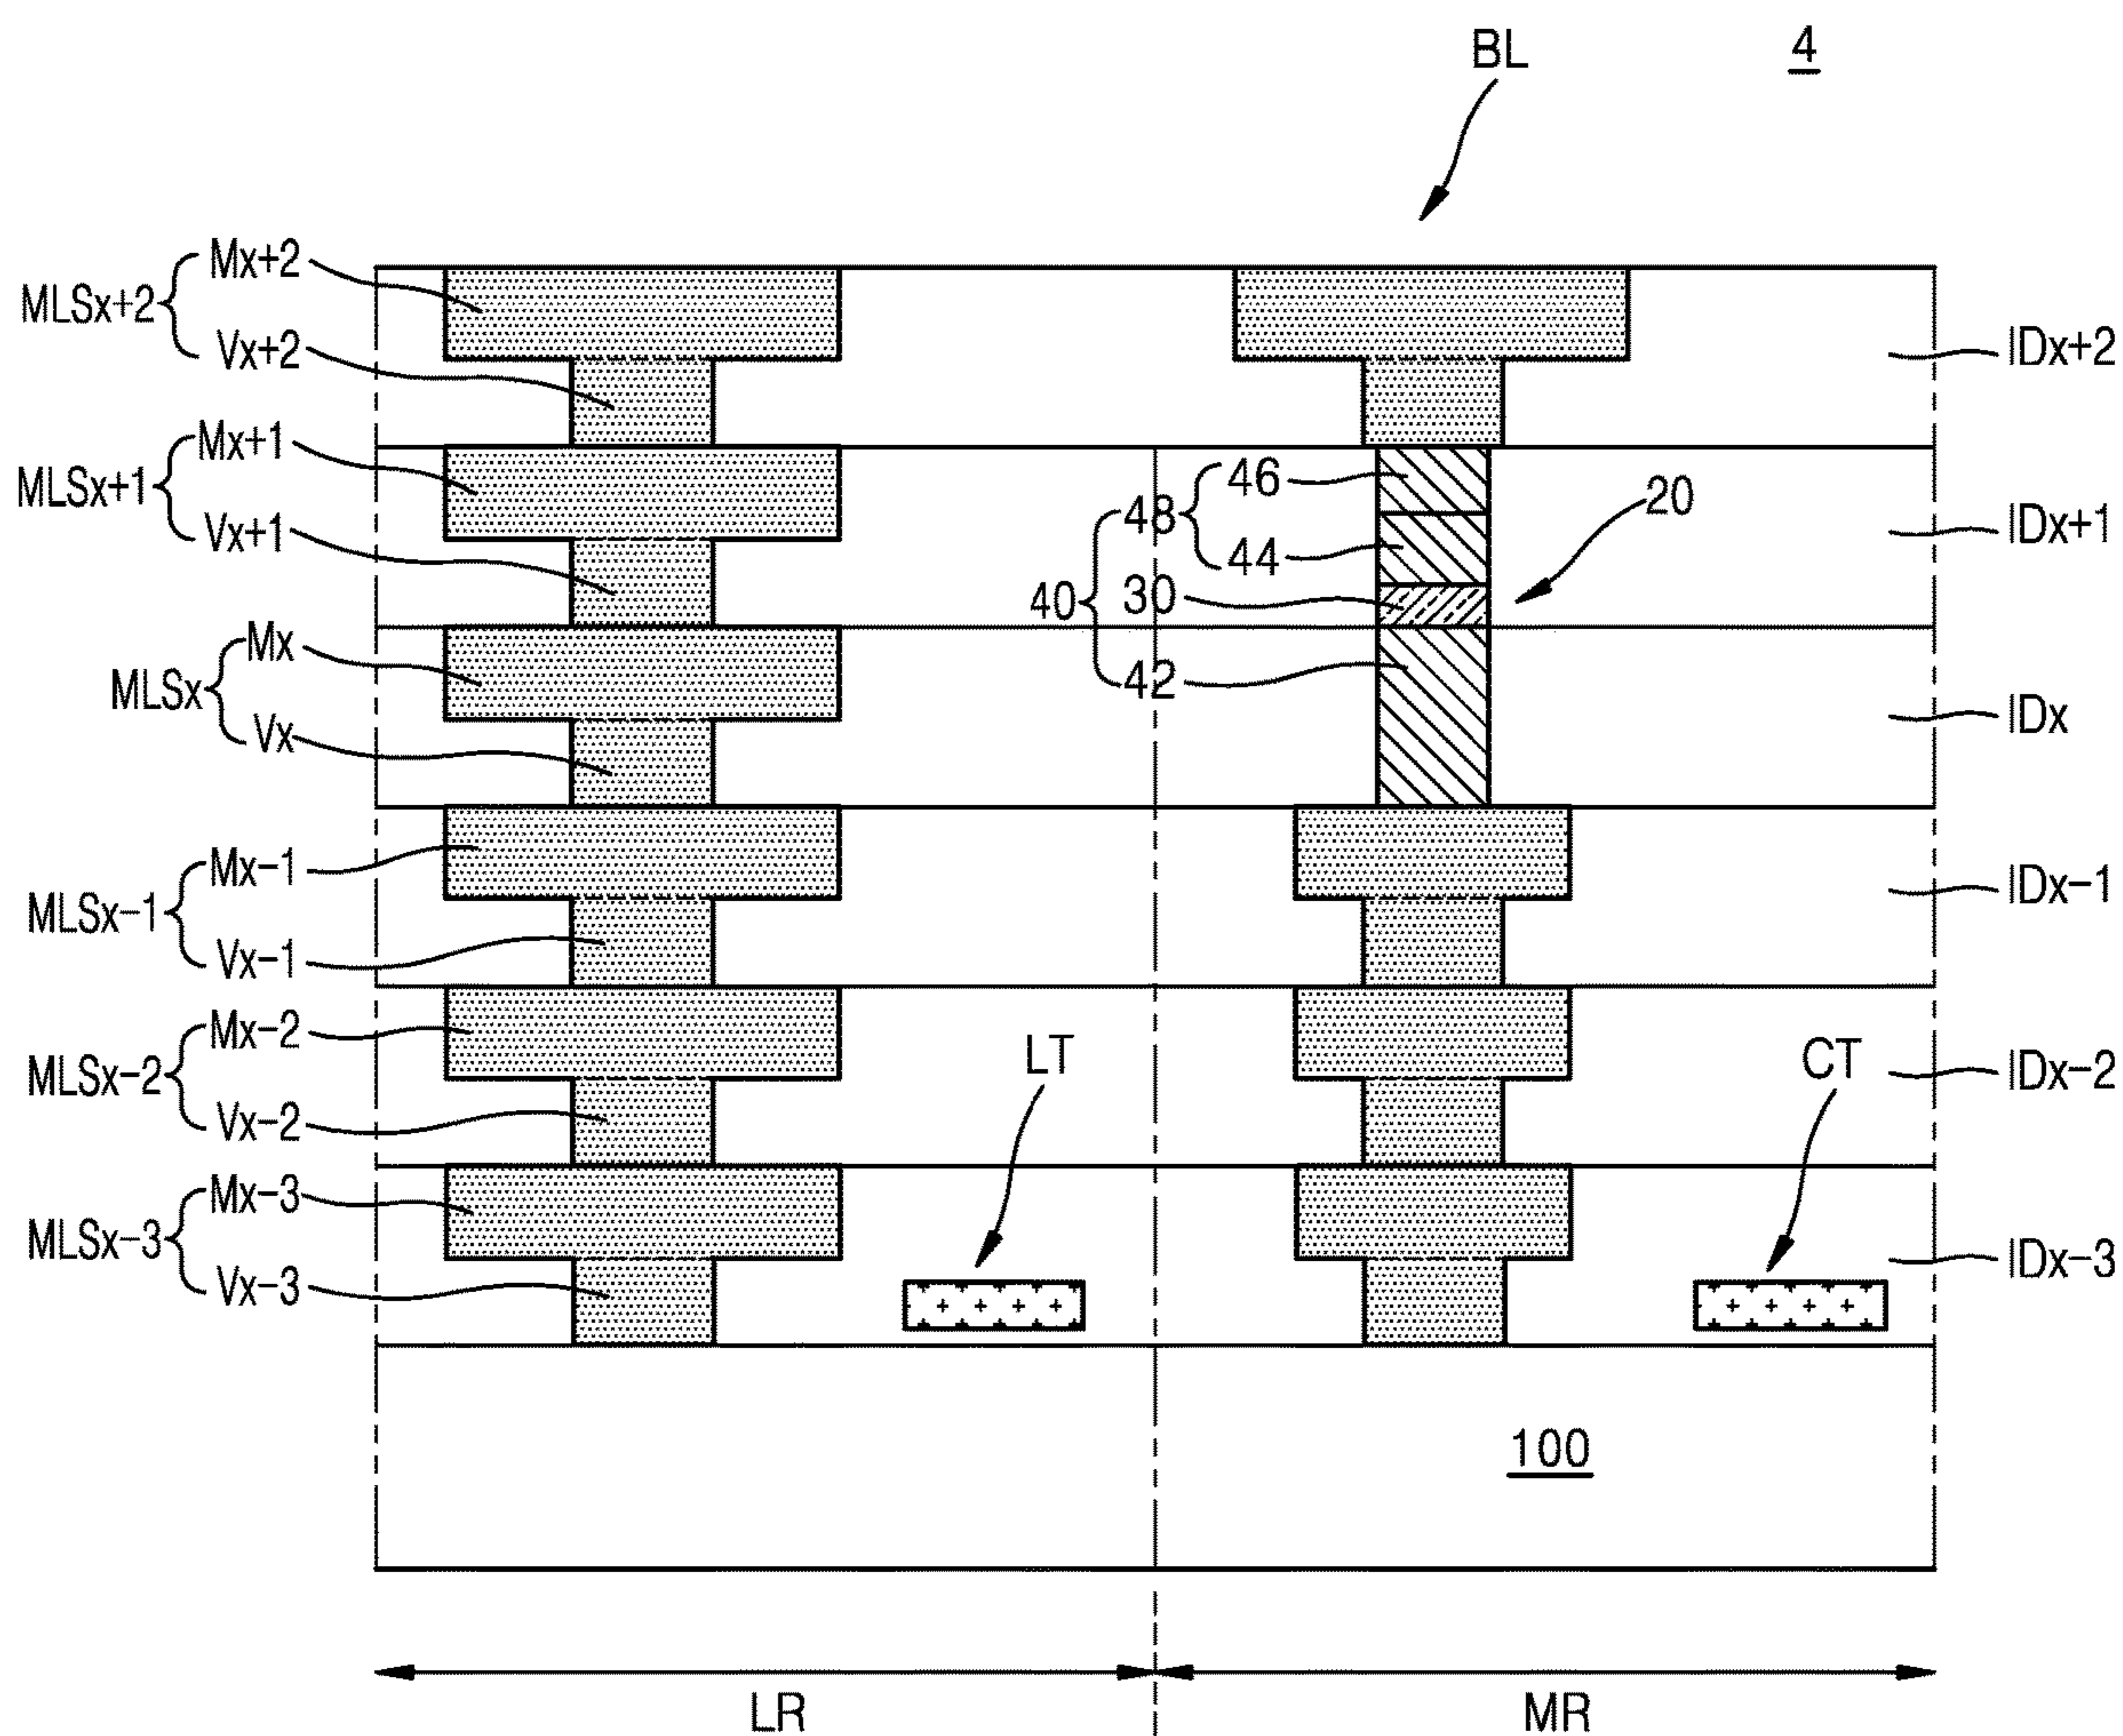 4
BL
Mx+2
MLSx+2
Vx+2
IDx+2
Mx+1
MLSx+1
Vx+1
46
48
44
20
IDx+1
40
30
42
Mx
MLSx
Vx
IDx
Mx-1
MLSx-1
Vx-1
IDx-1
Mx-2
MLSx-2
Vx-2
LT
CT
IDx-2
Mx-3
MLSx-3
Vx-3
IDx-3
100
LR
MR